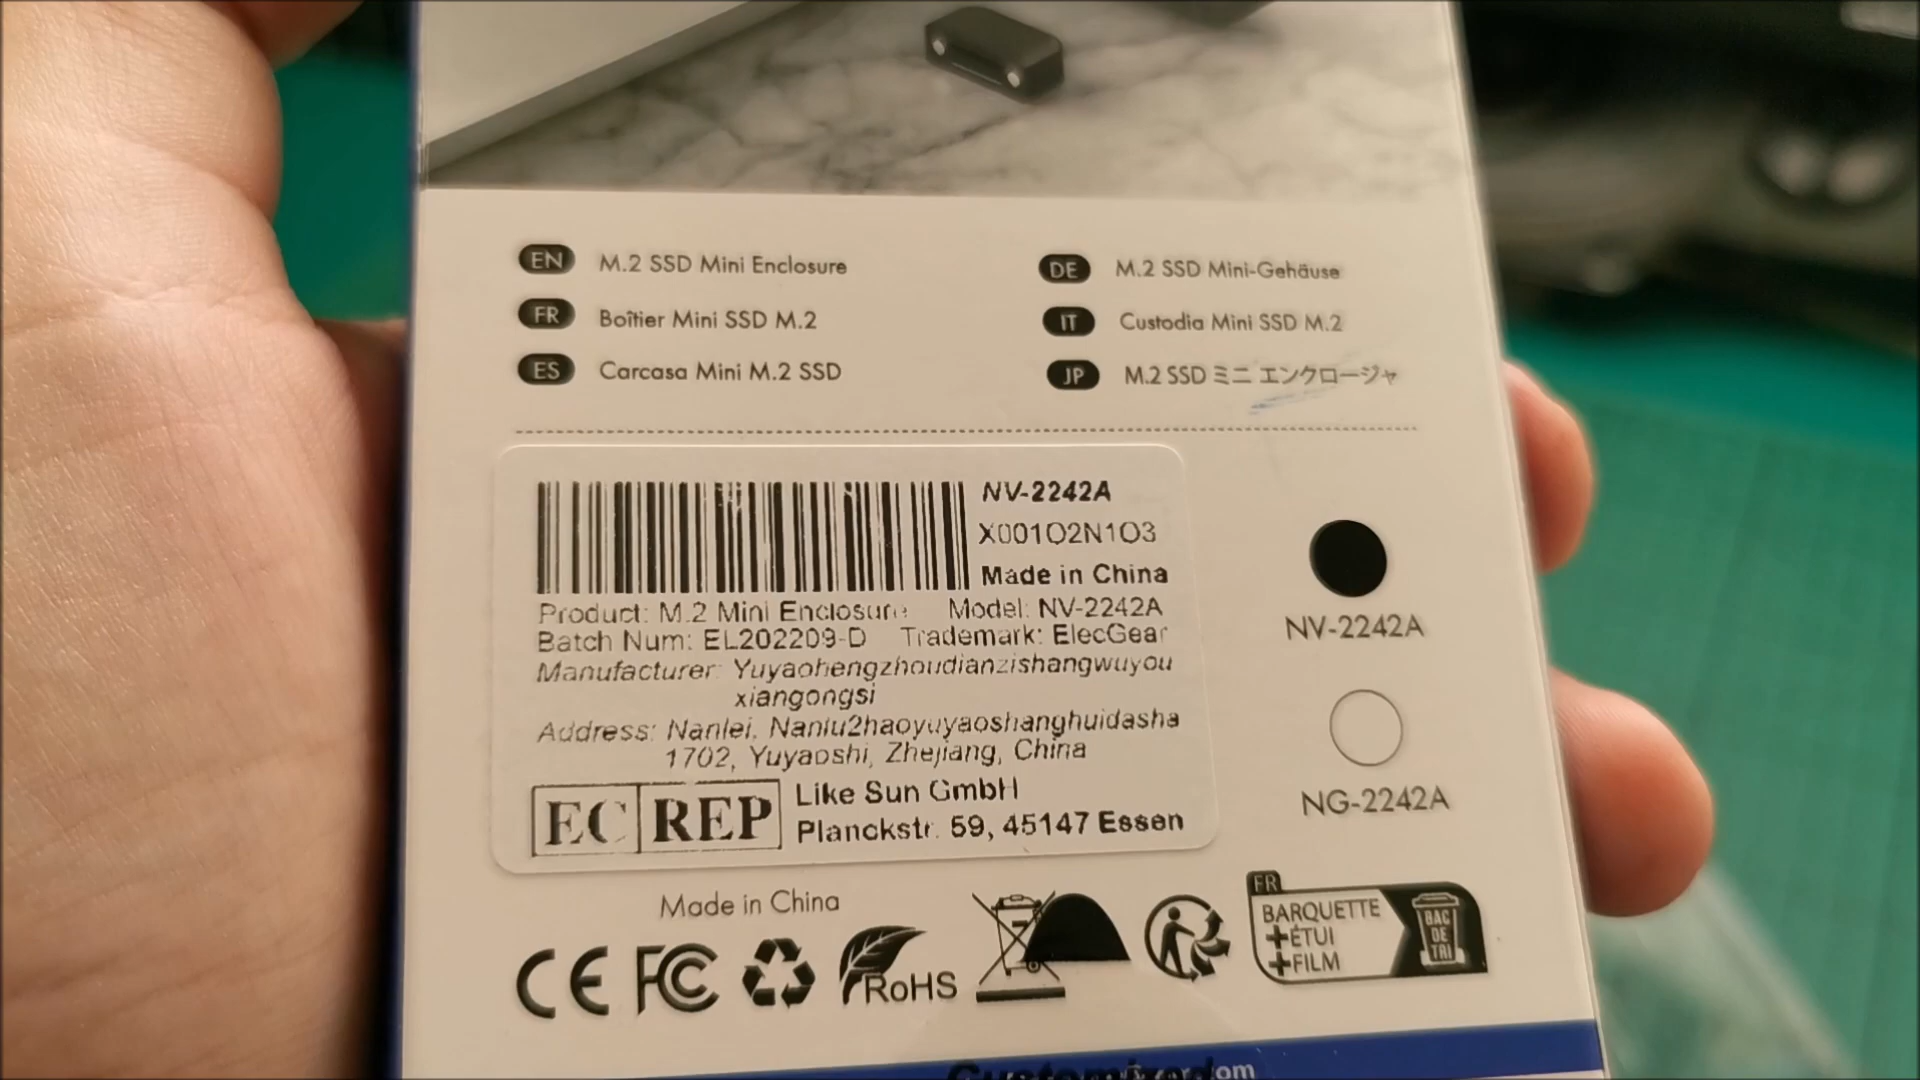 EN M.2 SSD Mini Enclosure
FR Boîtier Mini SSD M.2
ES Carcasa Mini M.2 SSD
DE M.2 SSD Mini-Gehäuse
IT Custodia Mini SSD M.2
JP M.2 SSD ミニ エンクロージャ
NV-2242A
X001O2N1O3
Made in China
Product: M.2 Mini Enclosure Model: NV-2242A
Batch Num: EL202209-D Trademark: ElecGear
Manufacturer: Yuyaohengzhoudianzishangwuyou
xiangongsi
Address: Nanlei, Nanlu2haoyuyaoshanghuidasha
1702, Yuyaoshi, Zhejiang, China
EC REP
Like Sun GmbH
Planckstr. 59, 45147 Essen
NV-2242A
NG-2242A
Made in China
CE FC RoHS
FR
BARQUETTE
+ÉTUI
+FILM
BAC
DE
TRI